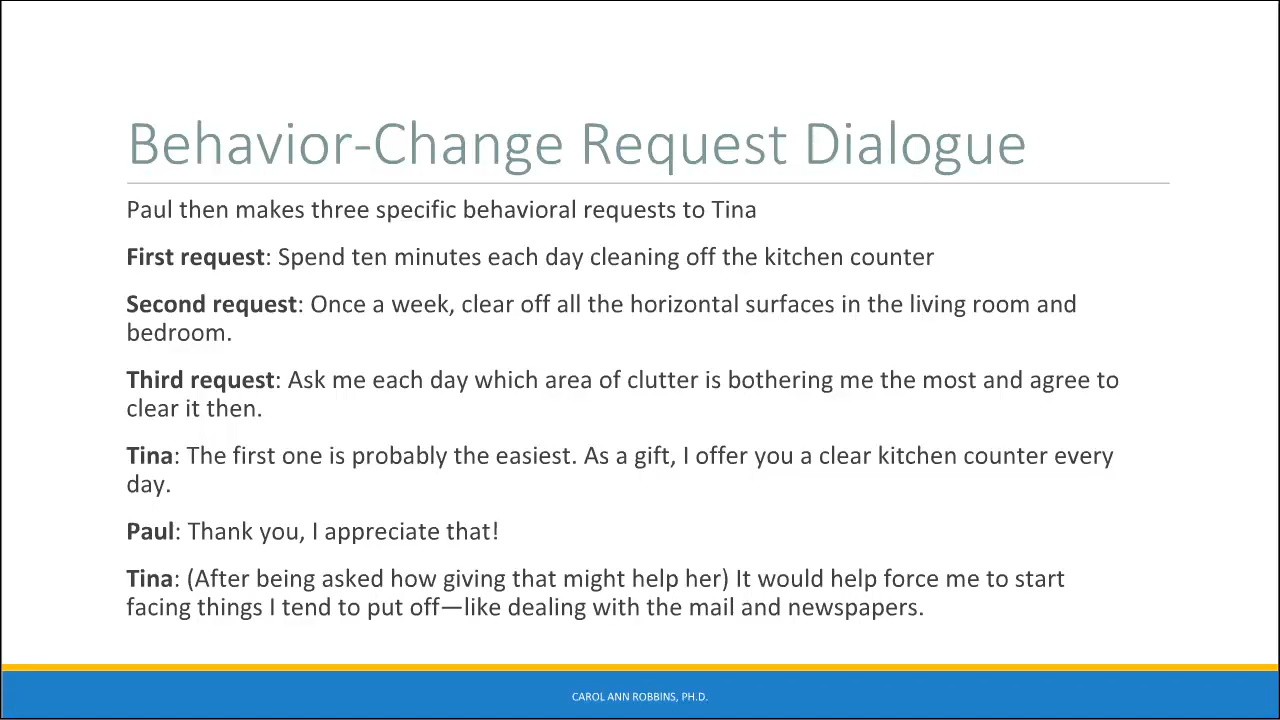 Behavior-Change Request Dialogue
Paul then makes three specific behavioral requests to Tina
First request: Spend ten minutes each day cleaning off the kitchen counter
Second request: Once a week, clear off all the horizontal surfaces in the living room and
bedroom.
Third request: Ask me each day which area of clutter is bothering me the most and agree to
clear it then.
Tina: The first one is probably the easiest. As a gift, I offer you a clear kitchen counter every
day.
Paul: Thank you, I appreciate that!
Tina: (After being asked how giving that might help her) It would help force me to start
facing things I tend to put off—like dealing with the mail and newspapers.
CAROL ANN ROBBINS, PH.D.